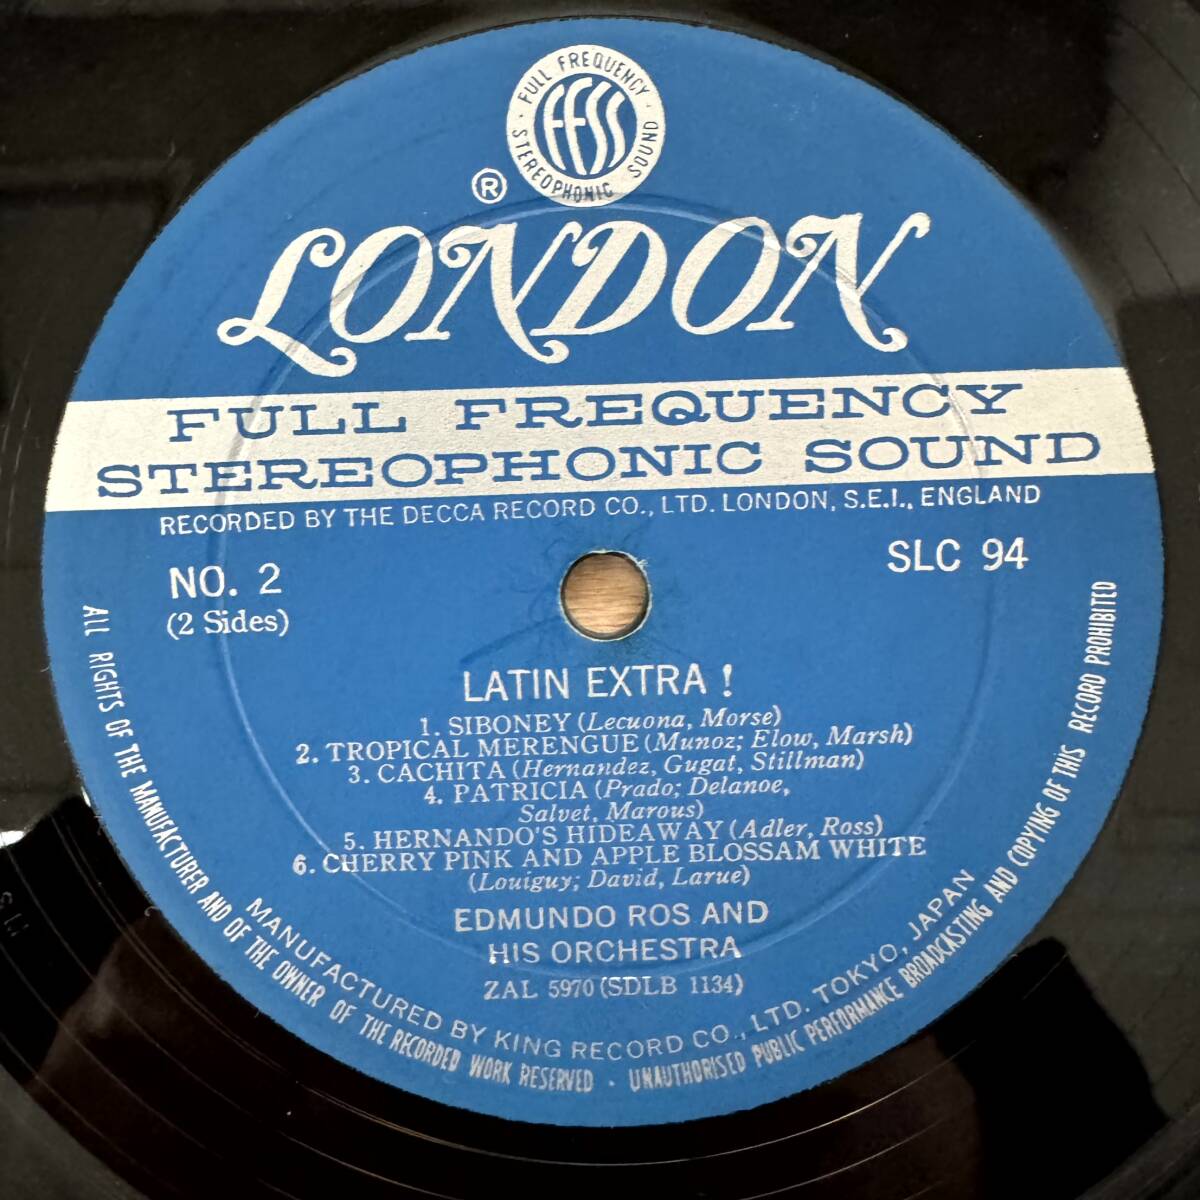 · FULL FREQUENCY ·
STEREOPHONIC SOUND
FFSS
®
LONDON
FULL FREQUENCY
STEREOPHONIC SOUND
RECORDED BY THE DECCA RECORD CO., LTD. LONDON, S.E.I., ENGLAND
NO. 2
SLC 94
(2 Sides)
LATIN EXTRA !
1. SIBONEY (Lecuona, Morse)
2. TROPICAL MERENGUE (Munoz; Elow, Marsh)
3. CACHITA (Hernandez, Gugat, Stillman)
4. PATRICIA (Prado; Delanoe,
Salvet, Marous)
5. HERNANDO'S HIDEAWAY (Adler, Ross)
6. CHERRY PINK AND APPLE BLOSSAM WHITE
(Louiguy; David, Larue)
EDMUNDO ROS AND
HIS ORCHESTRA
ZAL 5970 (SDLB 1134)
MANUFACTURED BY KING RECORD CO., LTD. TOKYO, JAPAN
ALL RIGHTS OF THE MANUFACTURER AND OF THE OWNER OF THE RECORDED WORK RESERVED · UNAUTHORISED PUBLIC PERFORMANCE BROADCASTING AND COPYING OF THIS RECORD PROHIBITED